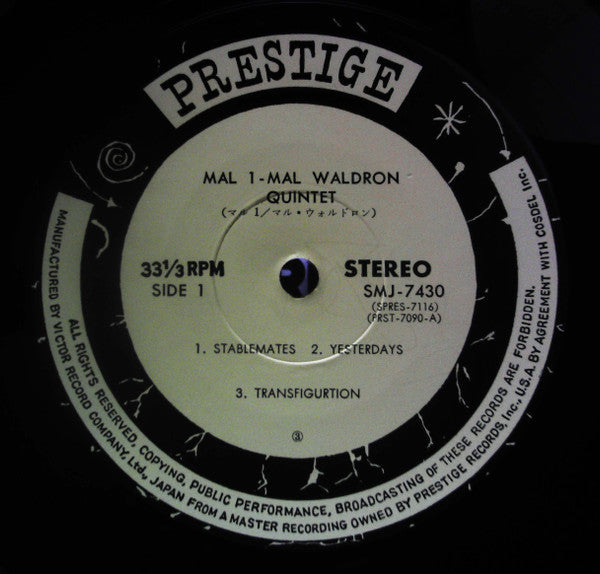 PRESTIGE
MAL 1-MAL WALDRON
QUINTET
(マル 1/マル・ウォルドロン)
33⅓ RPM
STEREO
SIDE 1
SMJ-7430
(SPRES-7116)
(PRST-7090-A)
1. STABLEMATES 2. YESTERDAYS
3. TRANSFIGURTION
③
MANUFACTURED BY VICTOR RECORD COMPANY, Ltd., JAPAN FROM A MASTER RECORDING OWNED BY PRESTIGE RECORDS, Inc., U.S.A. BY AGREEMENT WITH COSDEL Inc.
ALL RIGHTS RESERVED, COPYING, PUBLIC PERFORMANCE, BROADCASTING OF THESE RECORDS ARE FORBIDDEN.